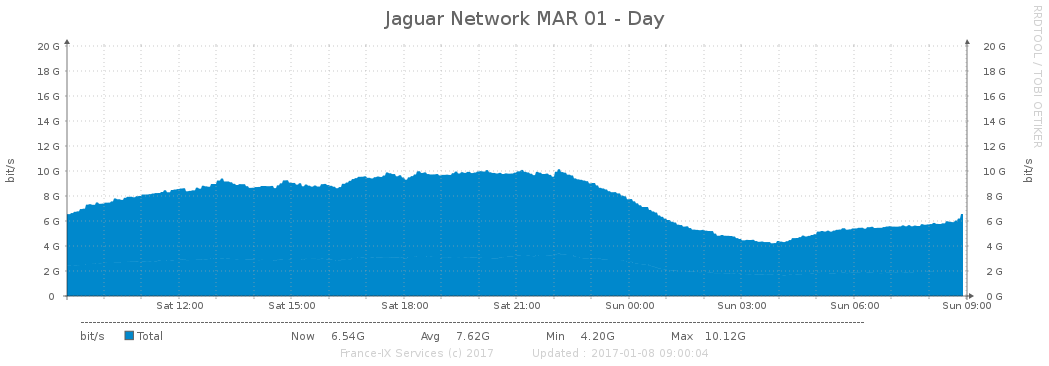 Jaguar Network MAR 01 - Day
RRDTOOL / TOBI OETIKER
bit/s
20 G
18 G
16 G
14 G
12 G
10 G
8 G
6 G
4 G
2 G
0
20 G
18 G
16 G
14 G
12 G
10 G
8 G
6 G
4 G
2 G
0 G
bit/s
Sat 12:00 Sat 15:00 Sat 18:00 Sat 21:00 Sun 00:00 Sun 03:00 Sun 06:00 Sun 09:00
bit/s Total Now 6.54G Avg 7.62G Min 4.20G Max 10.12G
France-IX Services (c) 2017 Updated : 2017-01-08 09:00:04